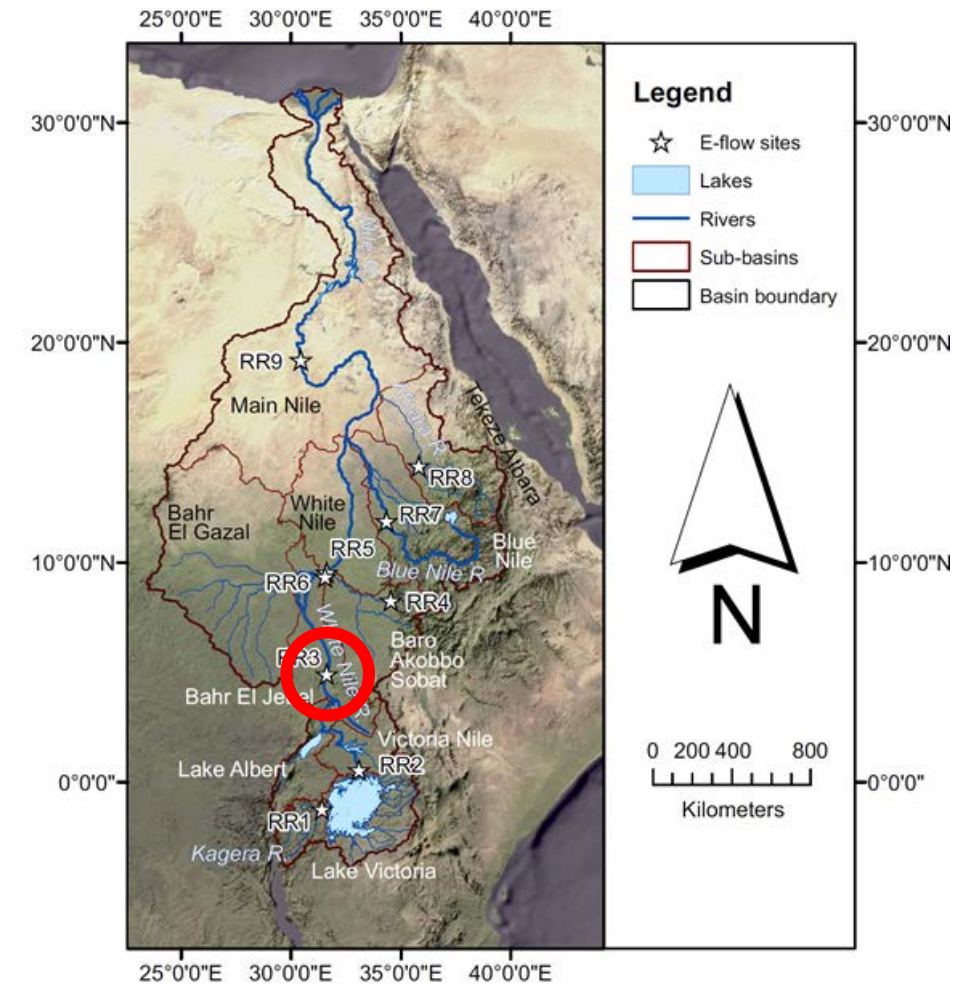 25°0'0"E 30°0'0"E 35°0'0"E 40°0'0"E
30°0'0"N
20°0'0"N
10°0'0"N
0°0'0"
Nile R
RR9
Main Nile
Tekeze Albara
RR8
Bahr
El Gazal
White
Nile
RR7
RR5
Blue
Nile
Blue Nile R
RR6
RR4
White Nile R
Baro
Akobbo
Sobat
RR3
Bahr El Jebel
Victoria Nile
Lake Albert
RR2
RR1
Kagera R
Lake Victoria
25°0'0"E 30°0'0"E 35°0'0"E 40°0'0"E
Legend
E-flow sites
Lakes
Rivers
Sub-basins
Basin boundary
N
0 200 400 800
Kilometers
30°0'0"N
20°0'0"N
10°0'0"N
0°0'0"